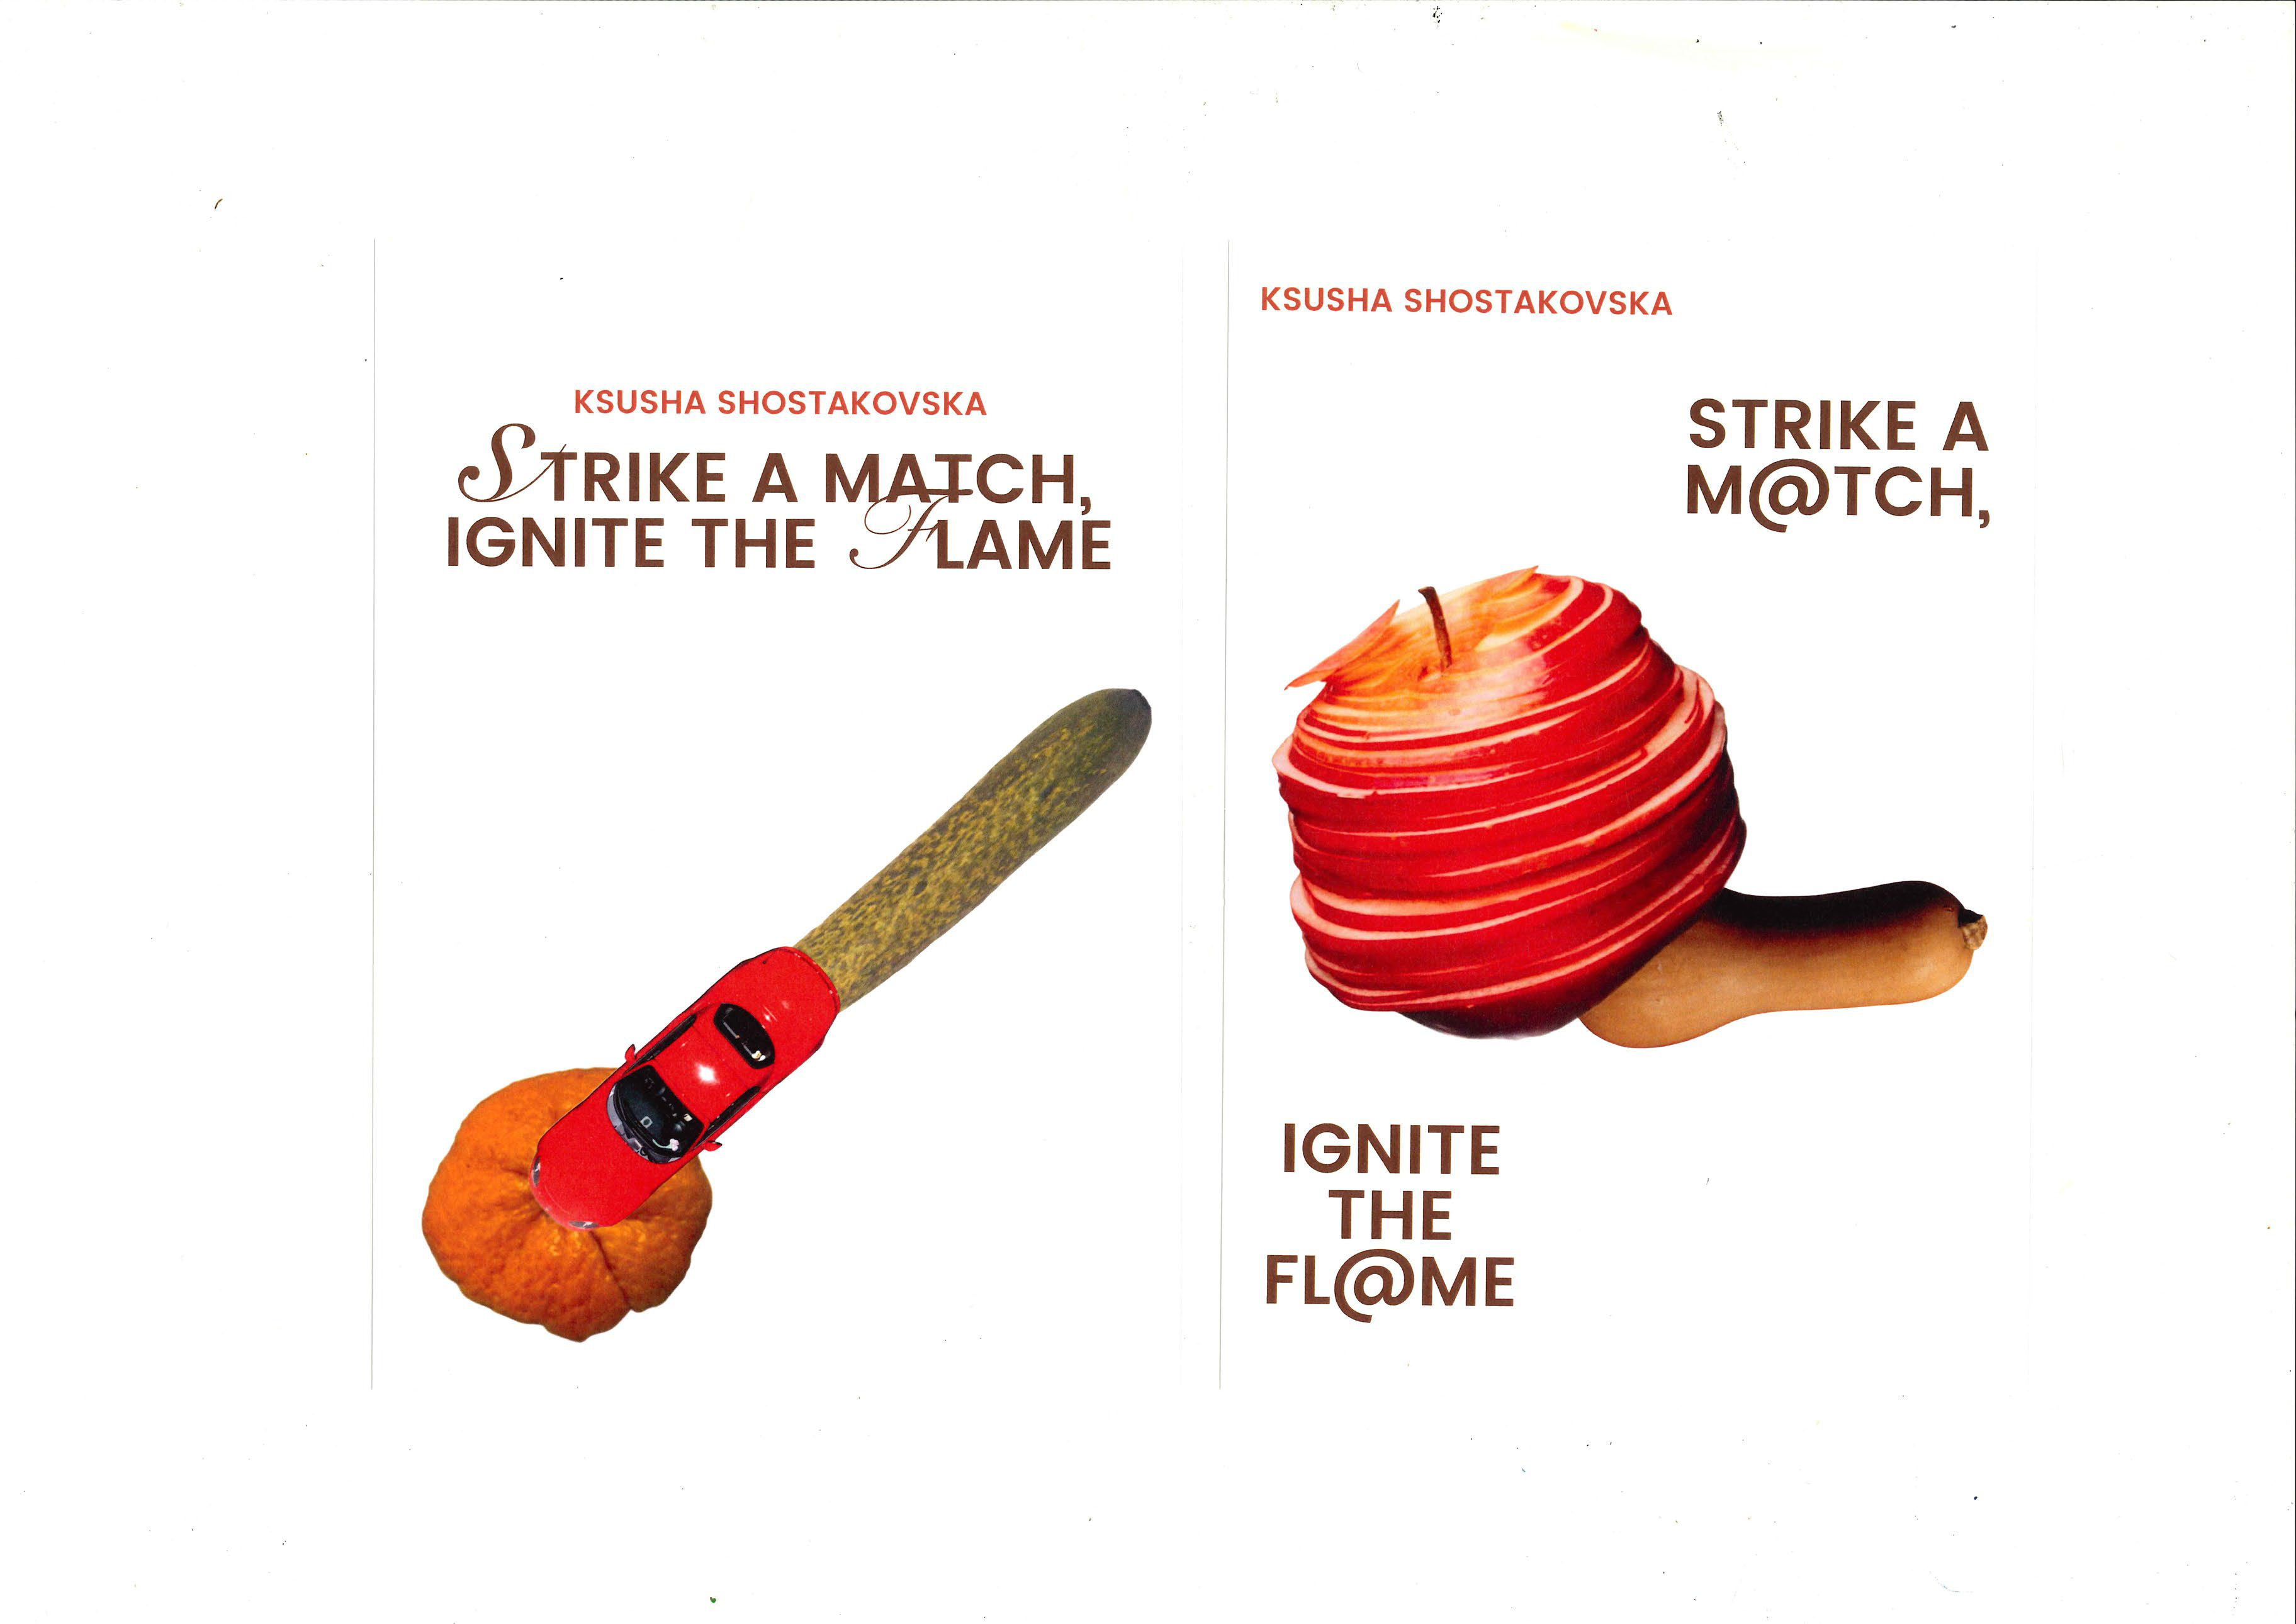 KSUSHA SHOSTAKOVSKA
STRIKE A MATCH,
IGNITE THE FLAME
KSUSHA SHOSTAKOVSKA
STRIKE A
M@TCH,
IGNITE
THE
FL@ME